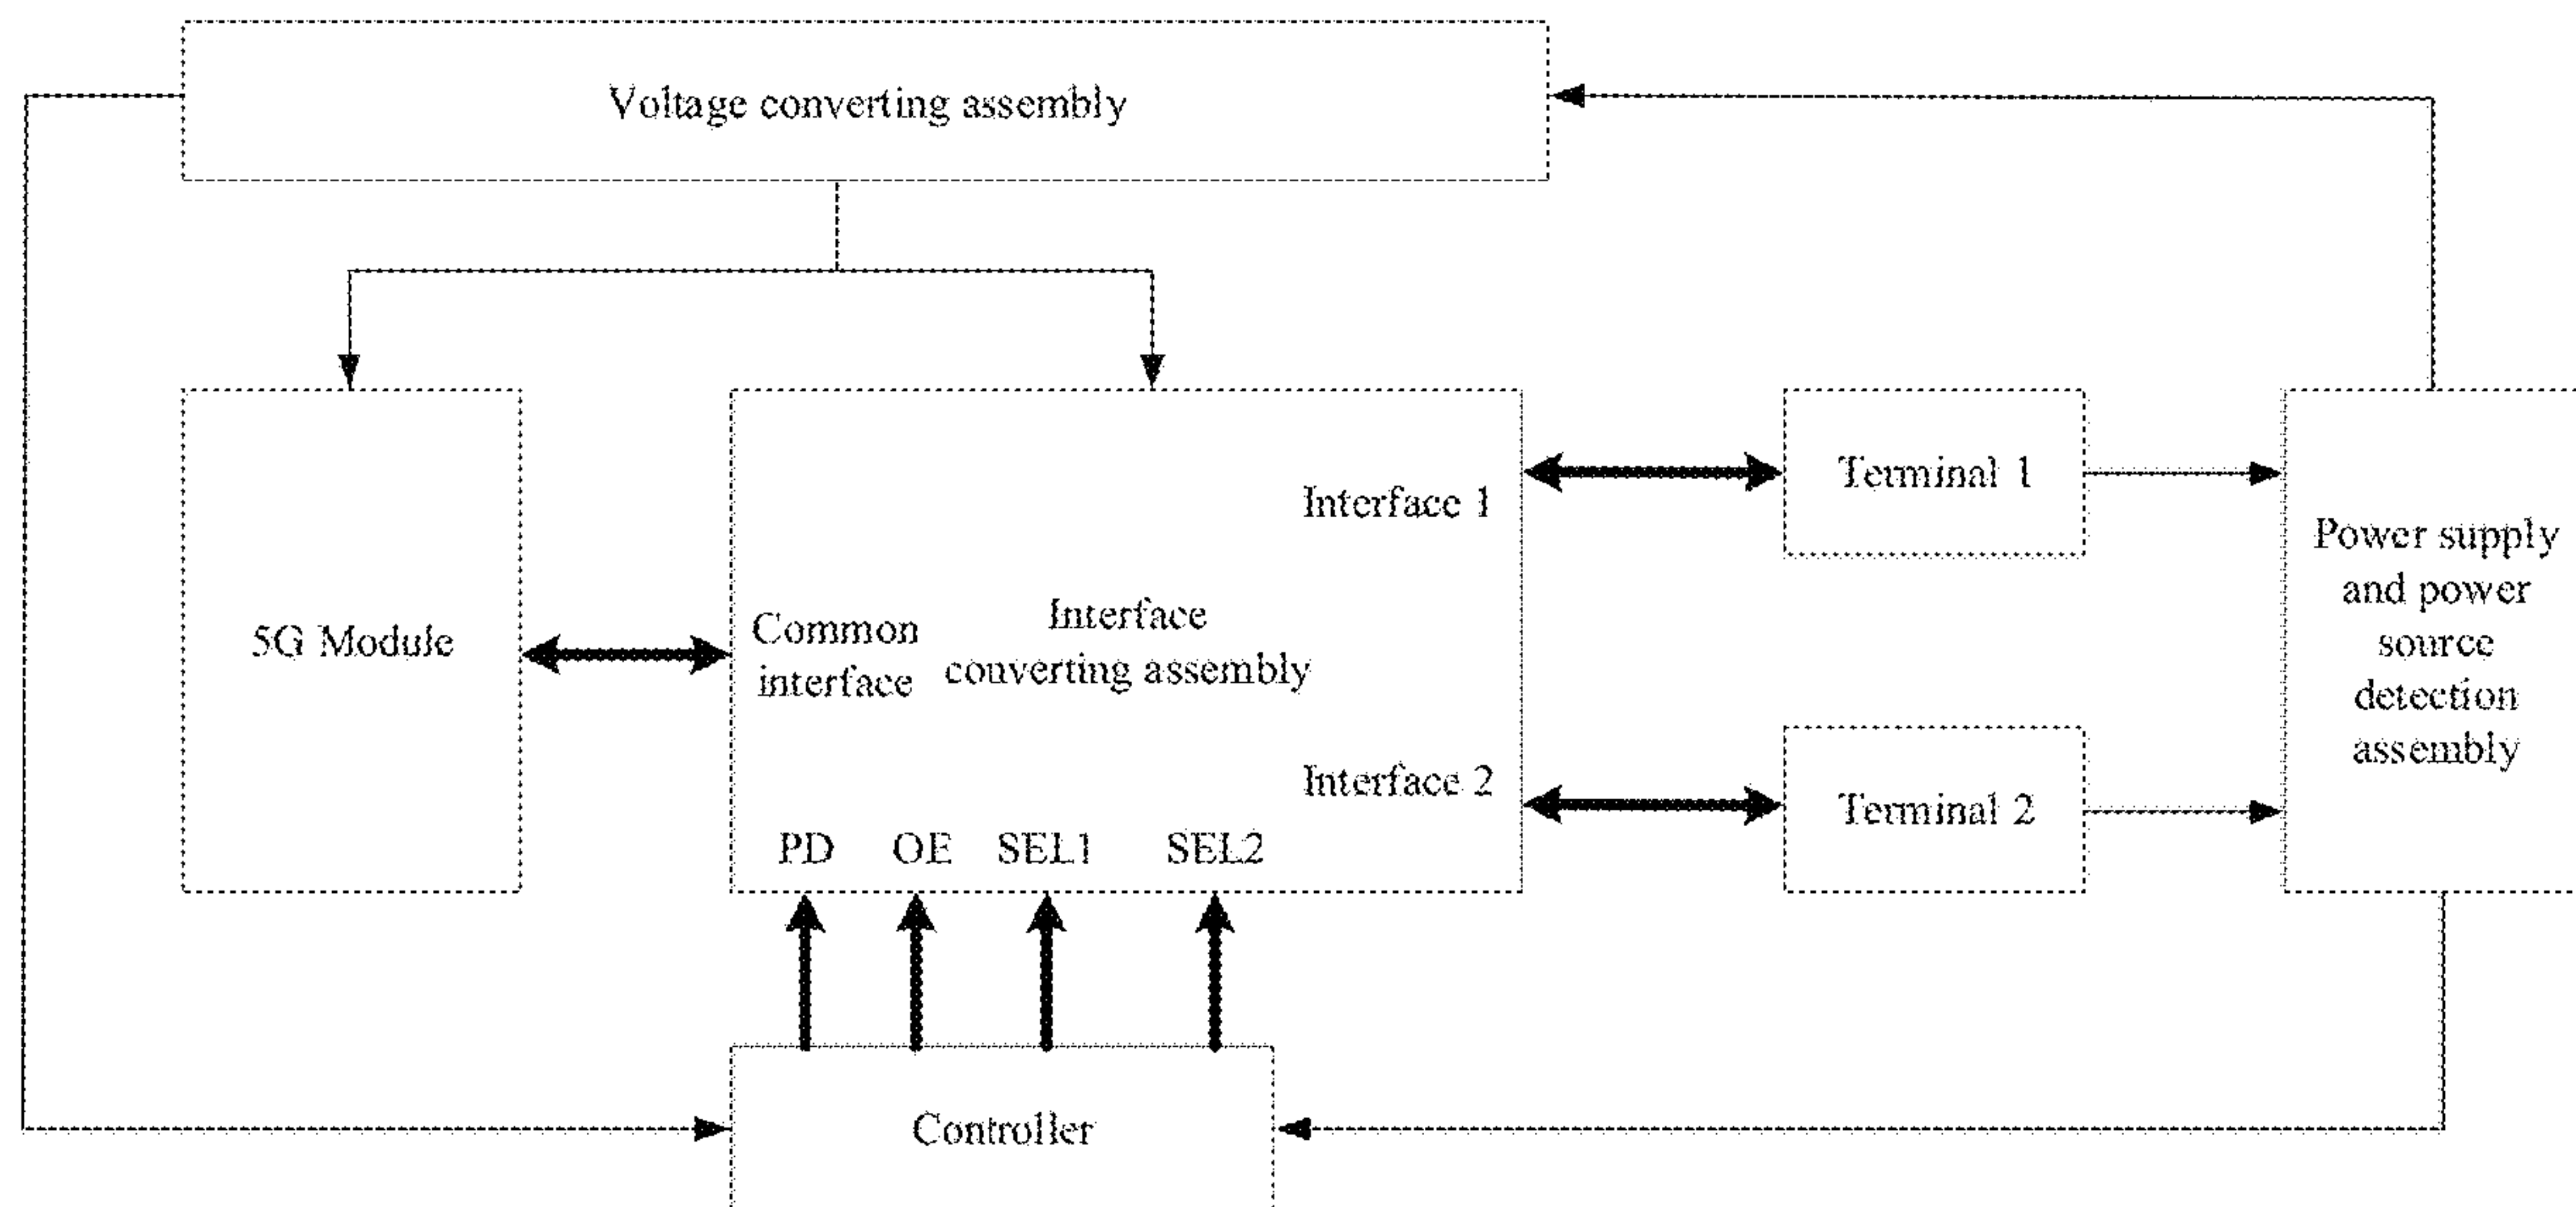 Voltage converting assembly
5G Module
Common
interface
Interface
converting assembly
Interface 1
Interface 2
PD OE SEL1 SEL2
Terminal 1
Terminal 2
Power supply
and power
source
detection
assembly
Controller